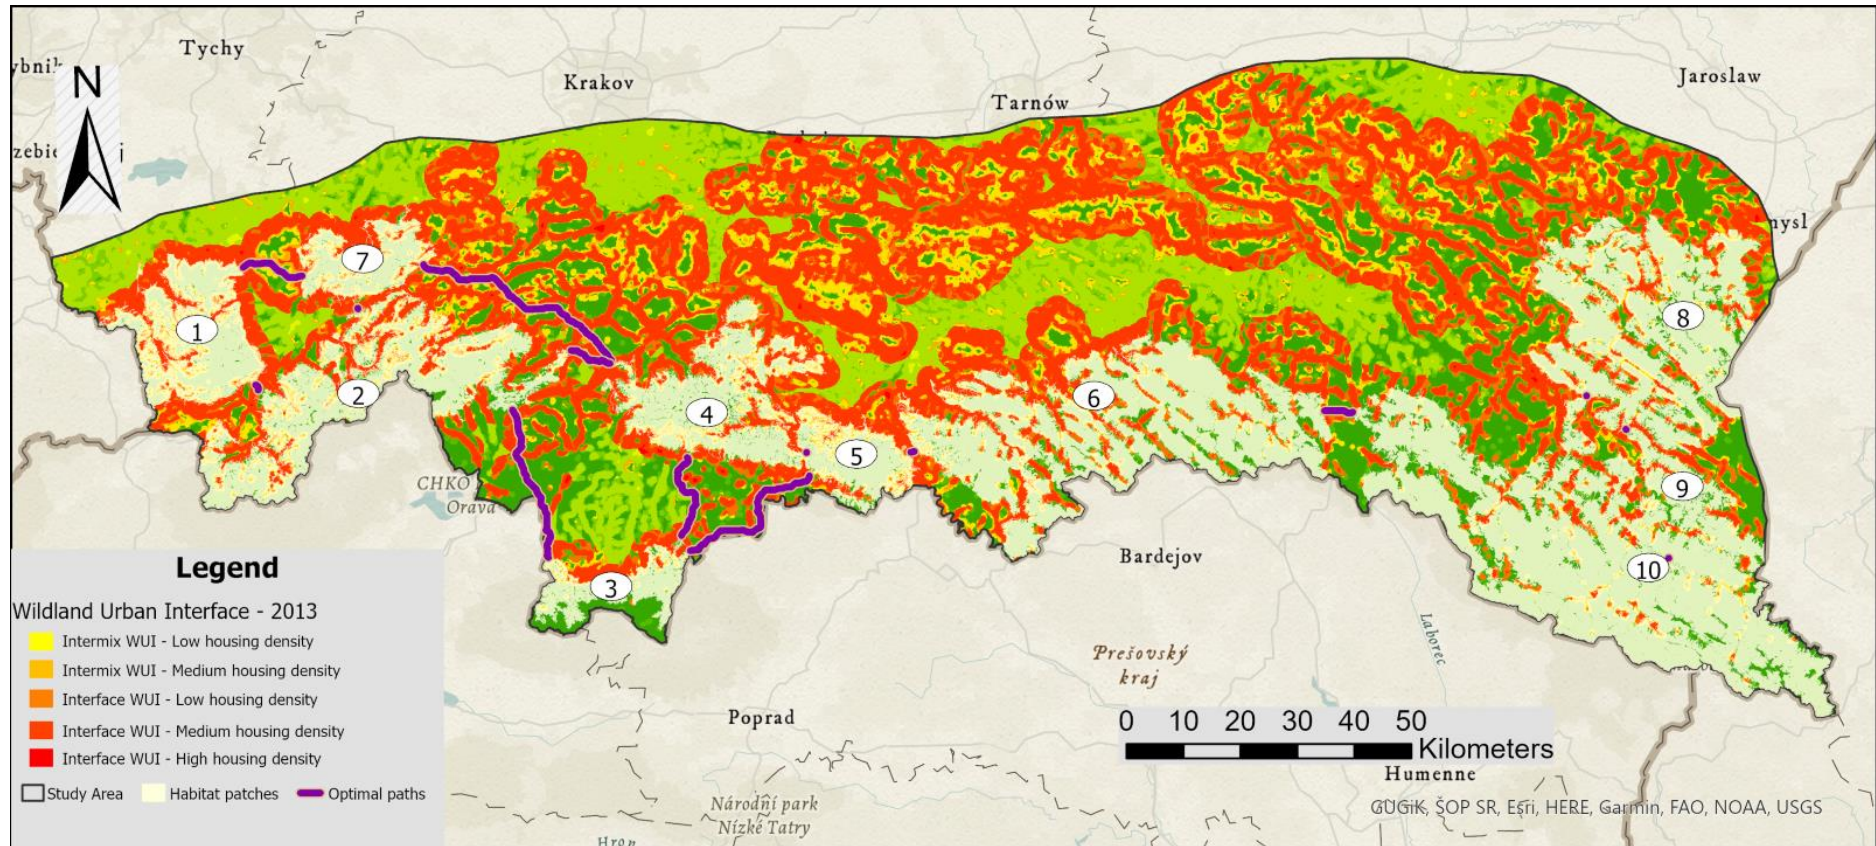 Tychy
Krakov
Tarnów
Jaroslaw
N
7
1
2
4
5
6
8
9
10
3
CHKO
Orava
Bardejov
Legend
Wildland Urban Interface - 2013
Intermix WUI - Low housing density
Intermix WUI - Medium housing density
Interface WUI - Low housing density
Interface WUI - Medium housing density
Interface WUI - High housing density
Study Area Habitat patches Optimal paths
Laborec
Prešovský
kraj
Poprad
0 10 20 30 40 50
Kilometers
Humenne
Národní park
Nízké Tatry
Hron
GUGiK, ŠOP SR, Esri, HERE, Garmin, FAO, NOAA, USGS